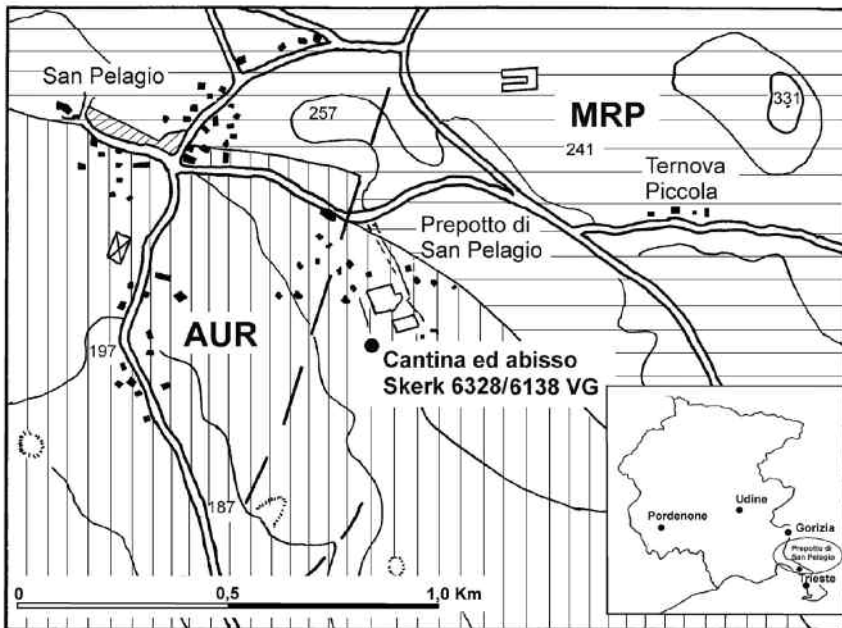 San Pelagio
257
MRP
331
241
Ternova
Piccola
Prepotto di
San Pelagio
AUR
197
Cantina ed abisso
Skerk 6328/6138 VG
187
0
0,5
1,0 Km
Udine
Pordenone
Gorizia
Prepotto di
San Pelagio
Trieste